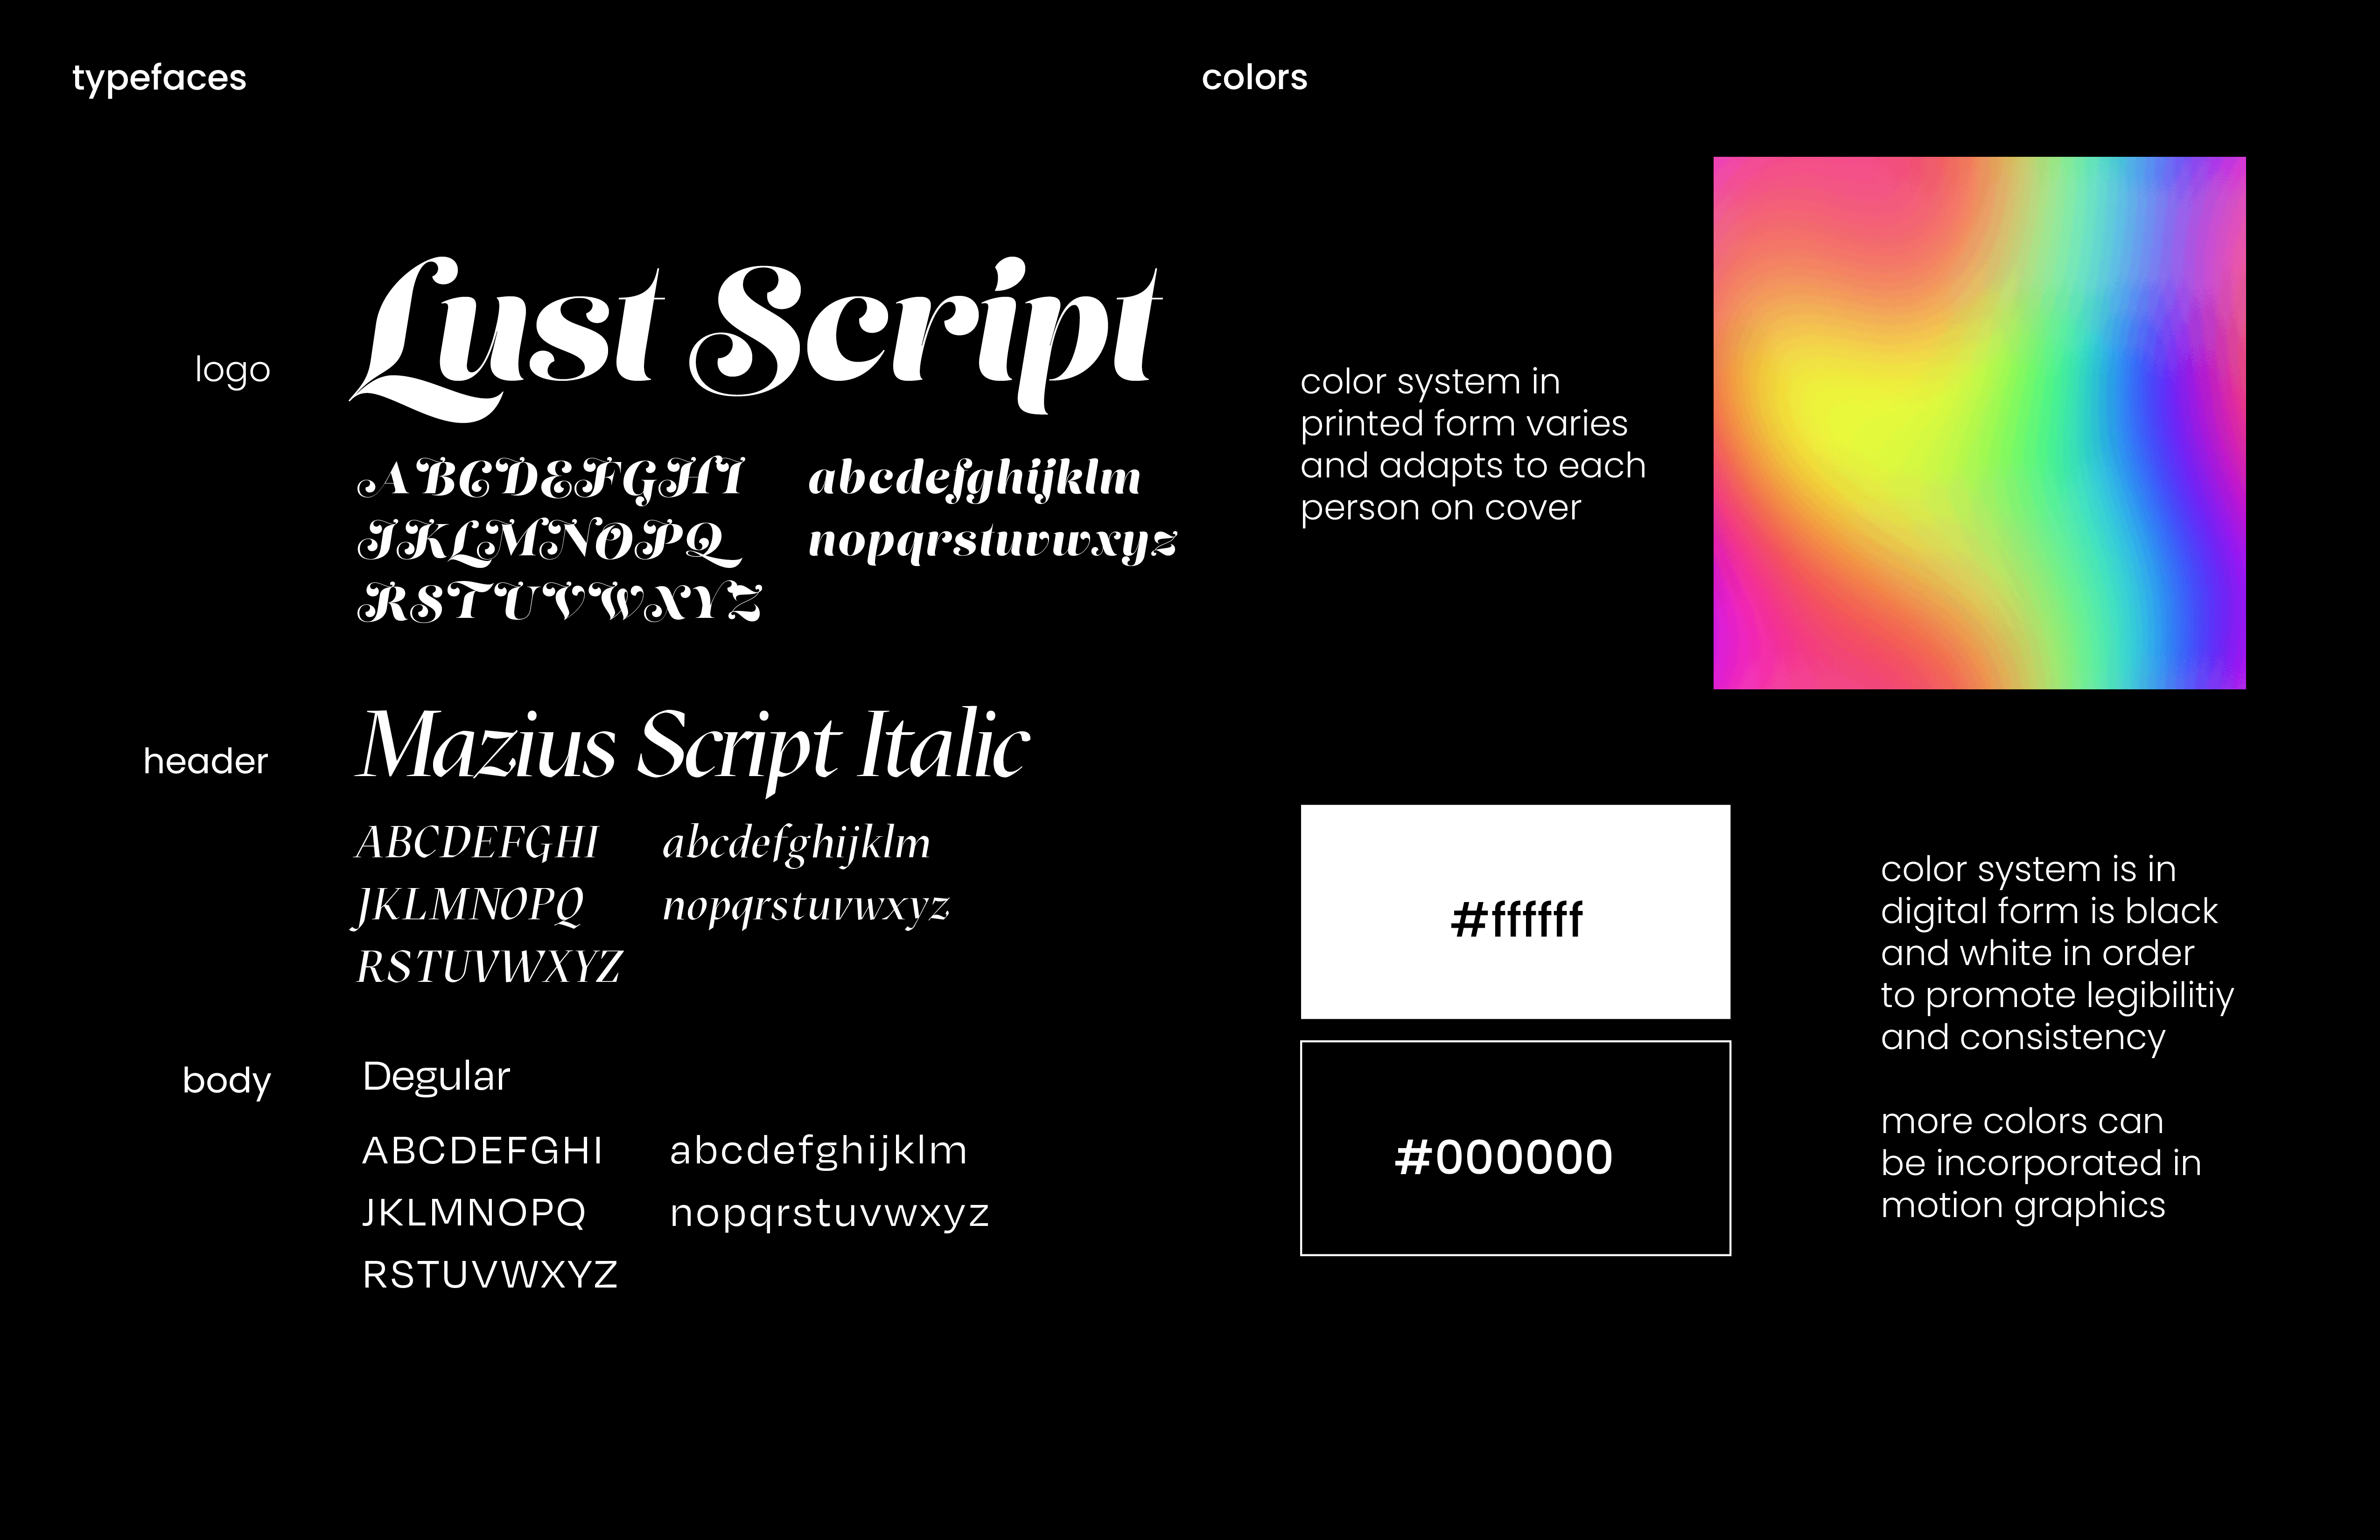 typefaces
colors
logo
Lust Script
ABCDEFGHI
JKLMNOPQ
RSTUVWXYZ
abcdefghijklm
nopqrstuvwxyz
header
Mazius Script Italic
ABCDEFGHI
JKLMNOPQ
RSTUVWXYZ
abcdefghijklm
nopqrstuvwxyz
body
Degular
ABCDEFGHI
JKLMNOPQ
RSTUVWXYZ
abcdefghijklm
nopqrstuvwxyz
color system in
printed form varies
and adapts to each
person on cover
#ffffff
#000000
color system is in
digital form is black
and white in order
to promote legibilitiy
and consistency
more colors can
be incorporated in
motion graphics